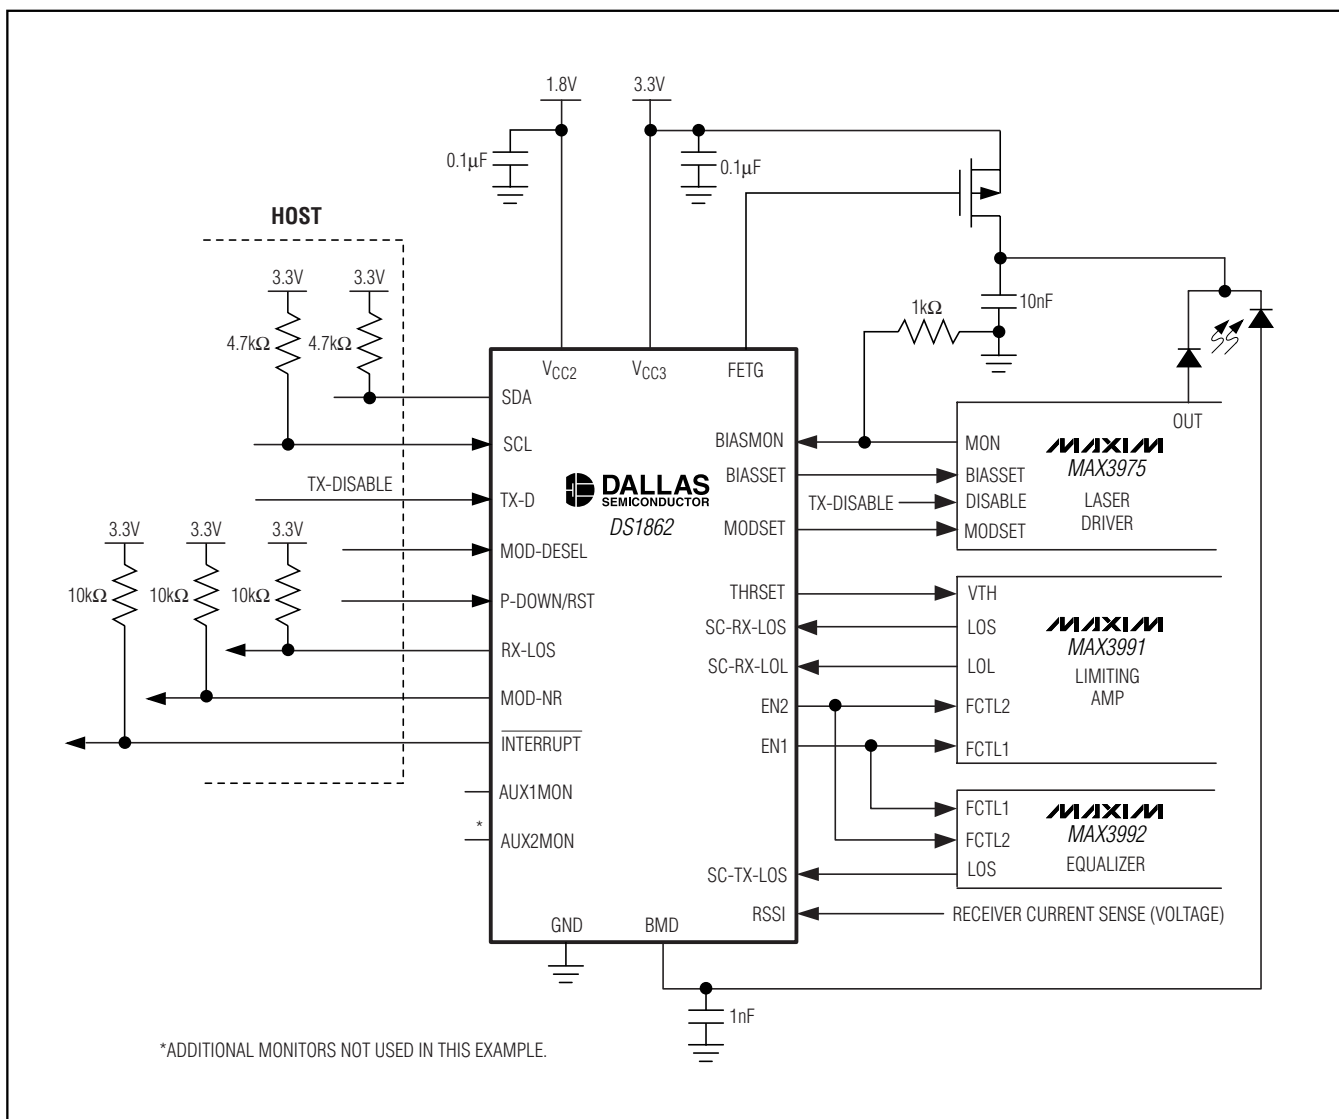 1.8V
3.3V
0.1µF
0.1µF
HOST
3.3V
3.3V
4.7kΩ
4.7kΩ
1kΩ
10nF
VCC2
VCC3
FETG
SDA
SCL
TX-DISABLE
TX-D
MOD-DESEL
P-DOWN/RST
3.3V
3.3V
3.3V
10kΩ
10kΩ
10kΩ
RX-LOS
MOD-NR
INTERRUPT
AUX1MON
*
AUX2MON
GND
BMD
DALLAS
SEMICONDUCTOR
DS1862
BIASMON
BIASSET
TX-DISABLE
MODSET
THRSET
SC-RX-LOS
SC-RX-LOL
EN2
EN1
SC-TX-LOS
RSSI
OUT
MON
BIASSET
DISABLE
MODSET
MAXIM
MAX3975
LASER
DRIVER
VTH
LOS
LOL
FCTL2
FCTL1
MAXIM
MAX3991
LIMITING
AMP
FCTL1
FCTL2
LOS
MAXIM
MAX3992
EQUALIZER
RECEIVER CURRENT SENSE (VOLTAGE)
1nF
*ADDITIONAL MONITORS NOT USED IN THIS EXAMPLE.